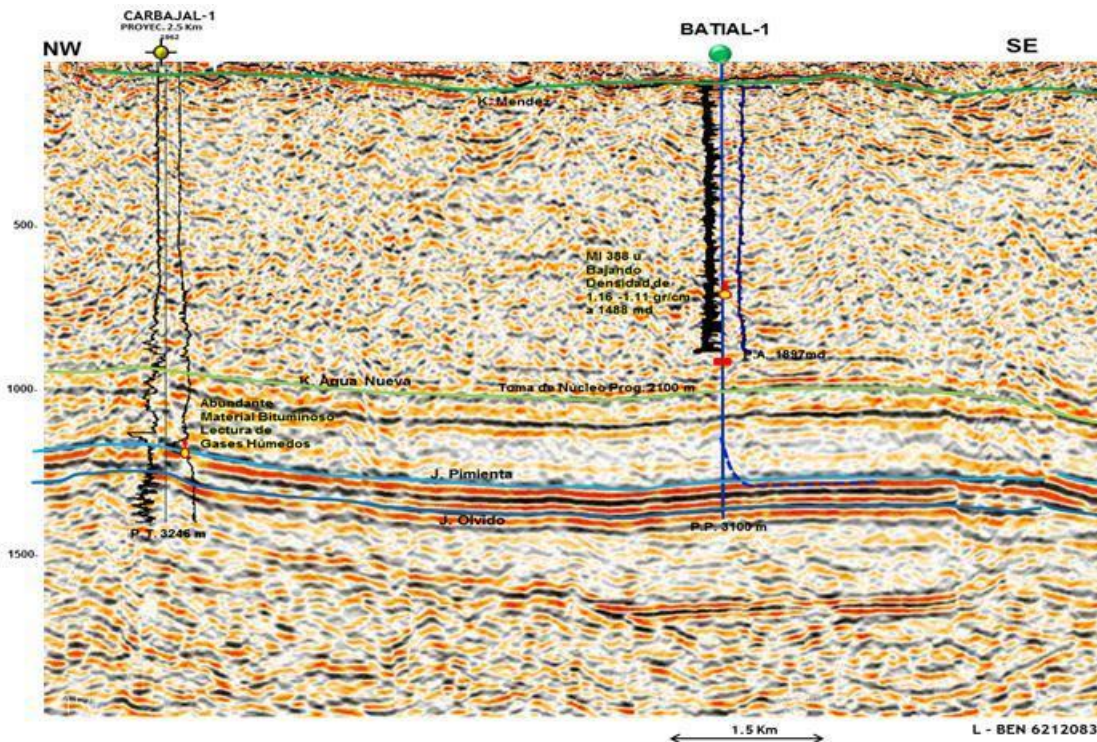 CARBAJAL-1
PROYEC. 2.5 Km
1962
NW
BATIAL-1
SE
K. Mendez
500
MI 388 u
Bajando
Densidad de
1.16 -1.11 gr/cm
a 1488 md
P.A. 1897md
1000
K. Agua Nueva
Toma de Núcleo Prog. 2100 m
Abundante
Material Bituminoso
Lectura de
Gases Húmedos
J. Pimienta
J. Olvido
P. T. 3246 m
P.P. 3100 m
1500
1.5 Km
L - BEN 6212083